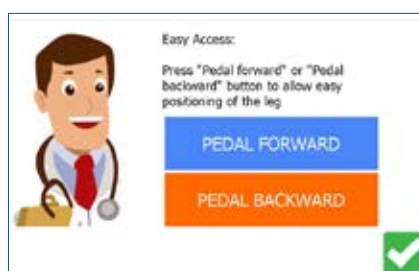 Easy Access:
Press "Pedal forward" or "Pedal
backward" button to allow easy
positioning of the leg
PEDAL FORWARD
PEDAL BACKWARD